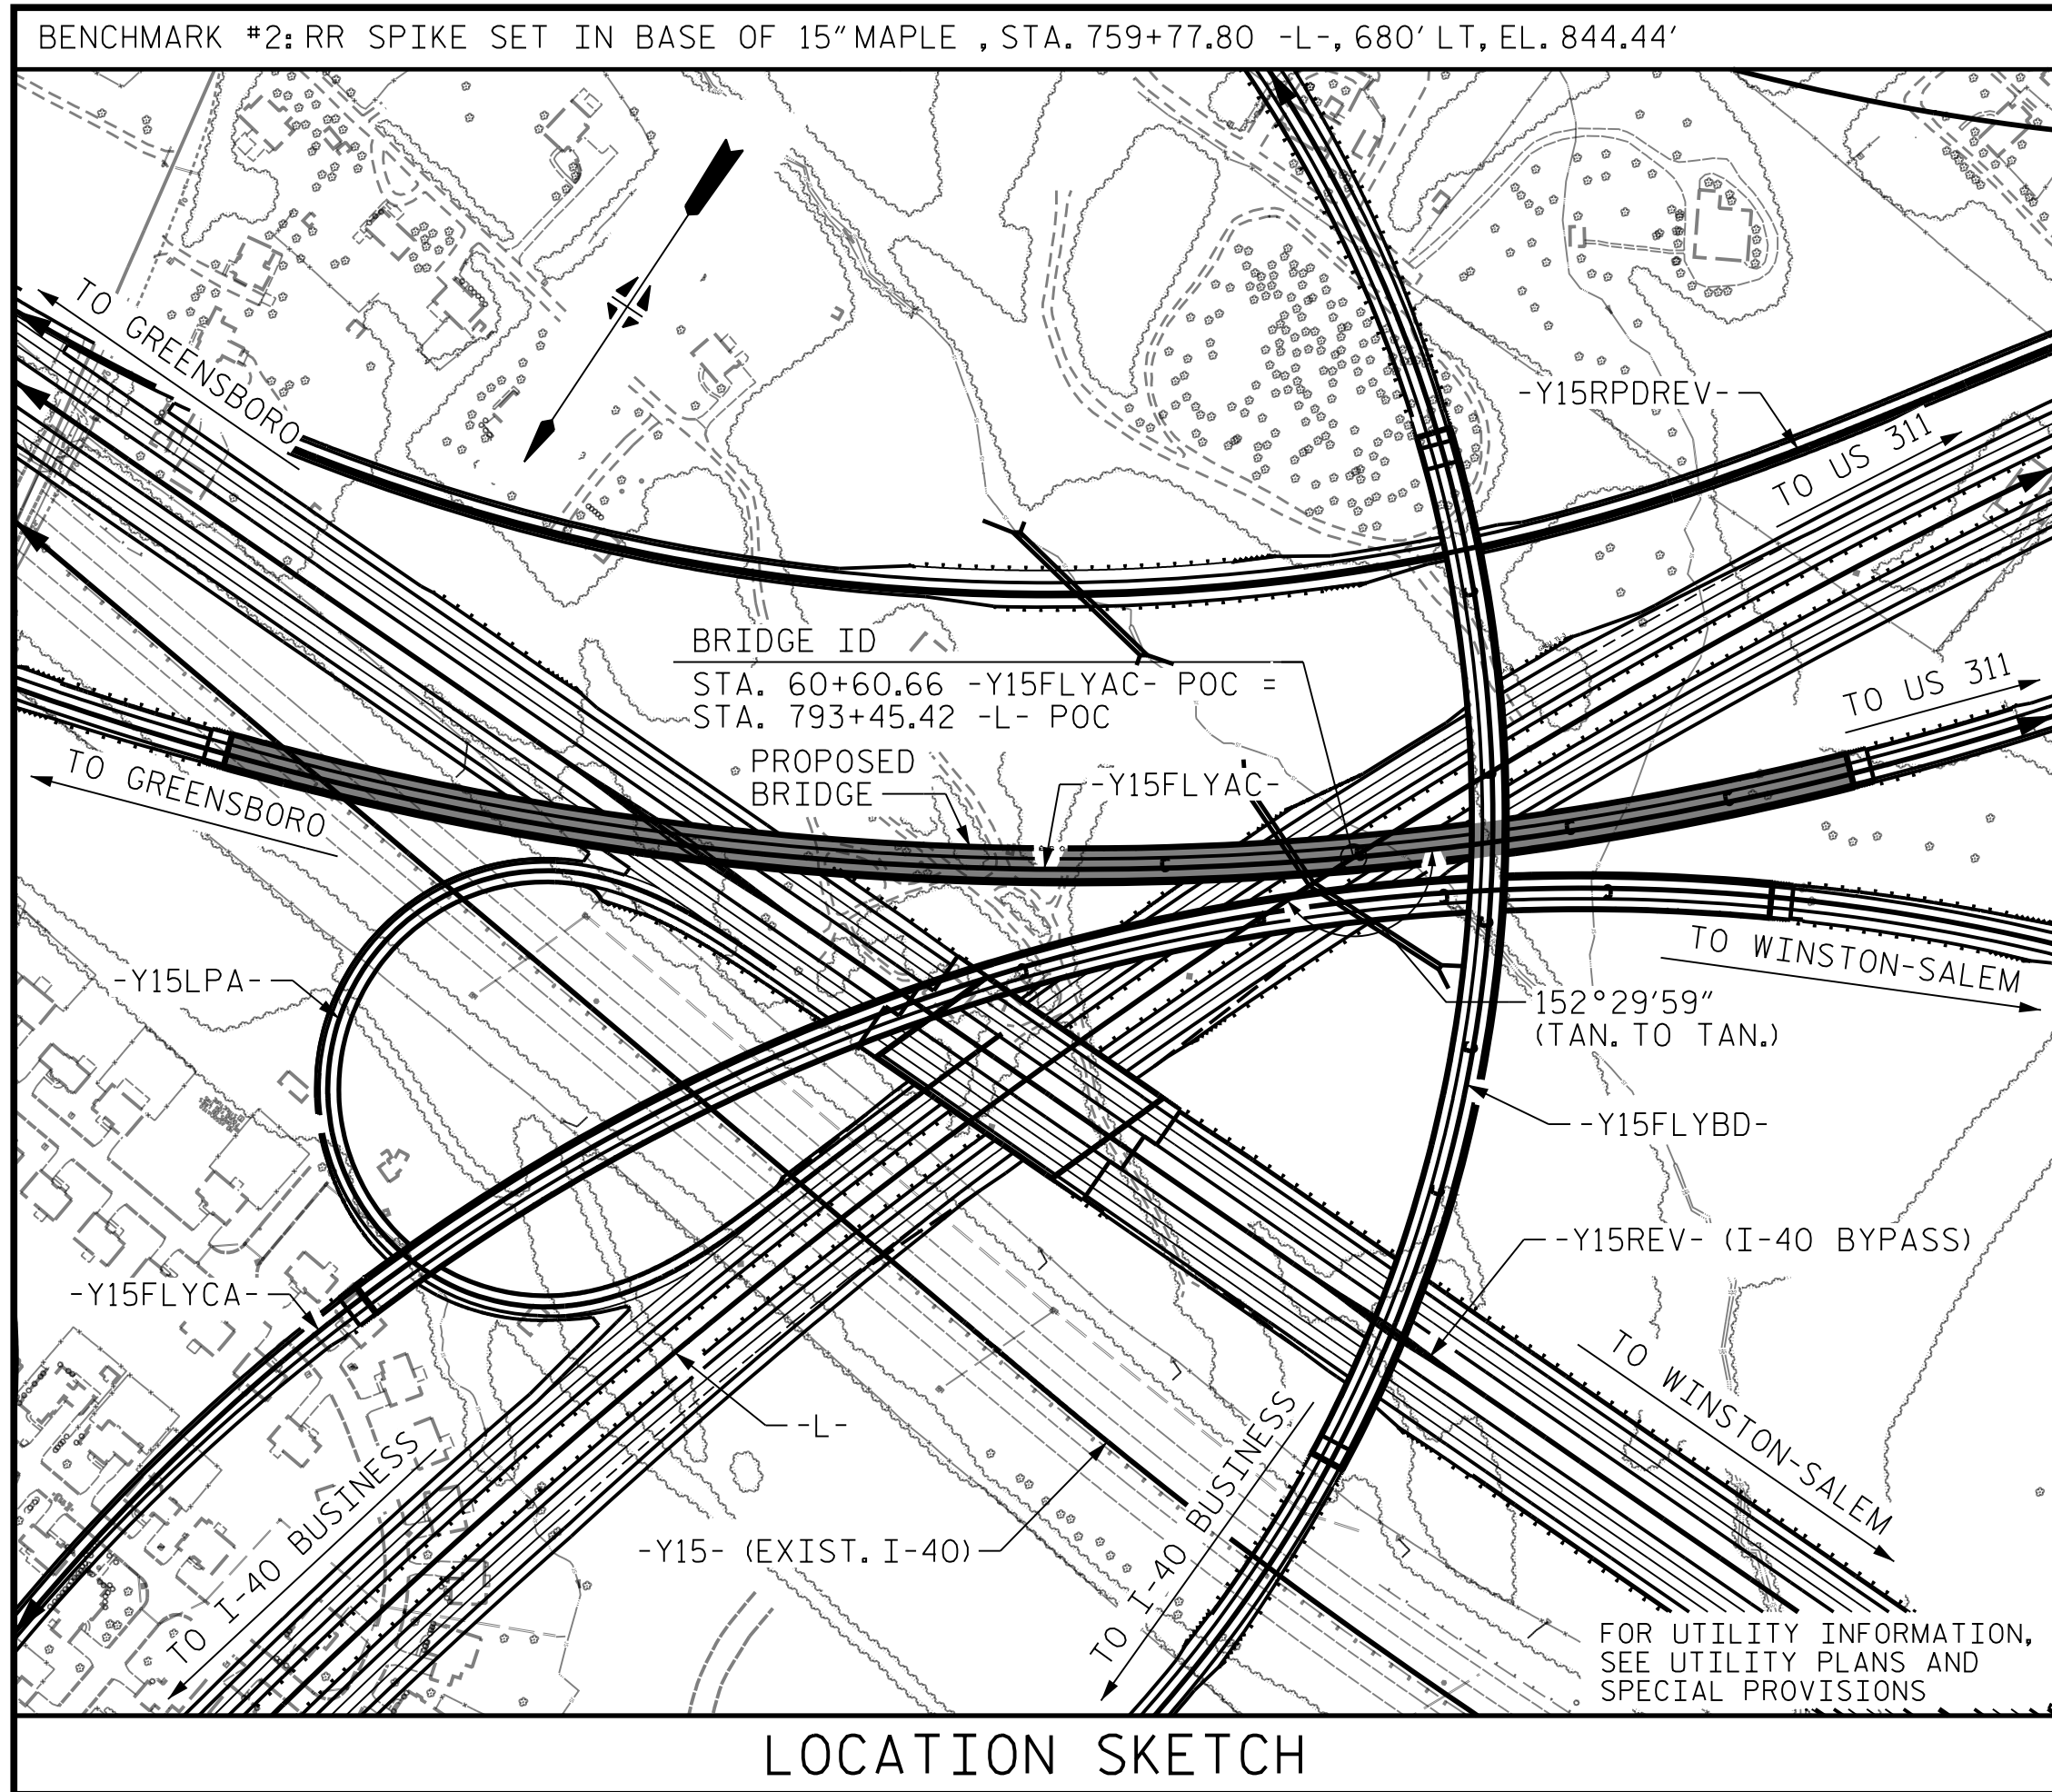 BENCHMARK #2: RR SPIKE SET IN BASE OF 15" MAPLE , STA. 759+77.80 -L-, 680' LT, EL. 844.44'
TO GREENSBORO
-Y15RPDREV-
TO US 311
BRIDGE ID
STA. 60+60.66 -Y15FLYAC- POC =
STA. 793+45.42 -L- POC
TO US 311
PROPOSED
BRIDGE
-Y15FLYAC-
TO GREENSBORO
TO WINSTON-SALEM
-Y15LPA-
152°29'59"
(TAN. TO TAN.)
-Y15FLYBD-
-Y15REV- (I-40 BYPASS)
-Y15FLYCA-
TO WINSTON-SALEM
-L-
TO I-40 BUSINESS
TO I-40 BUSINESS
-Y15- (EXIST. I-40)
FOR UTILITY INFORMATION,
SEE UTILITY PLANS AND
SPECIAL PROVISIONS
LOCATION SKETCH